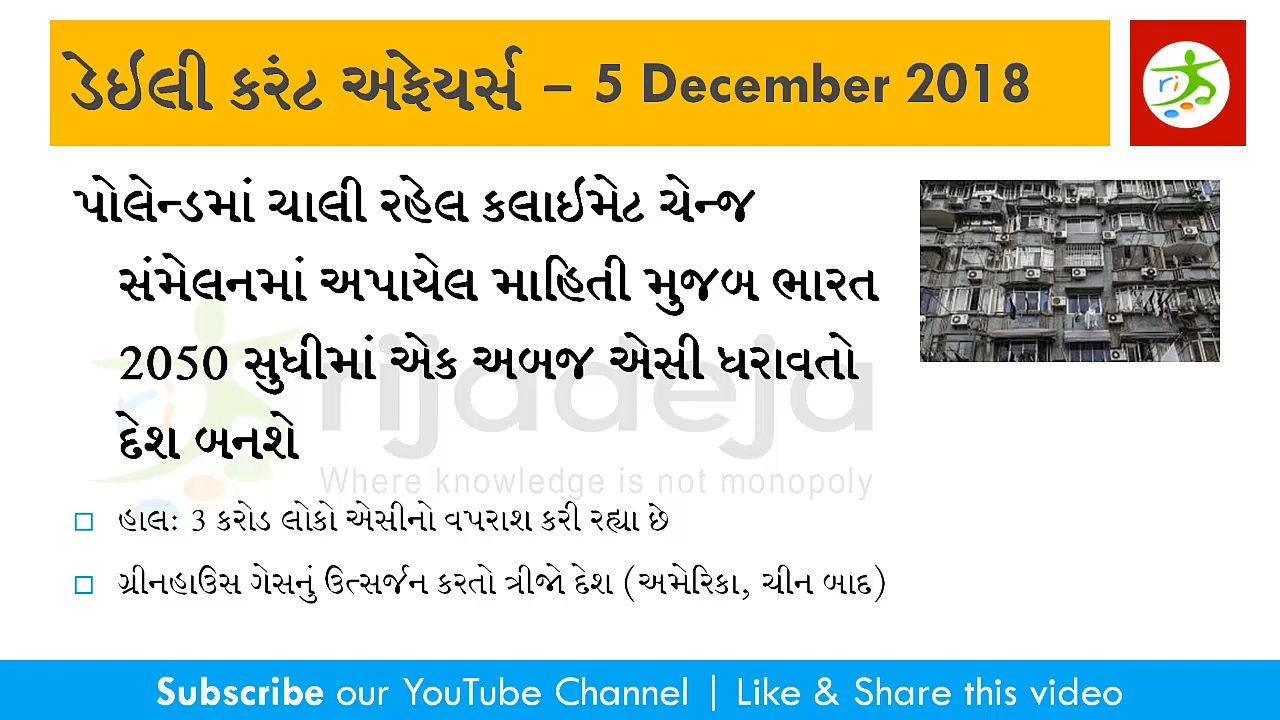 ડેઈલી કરંટ અફેયર્સ – 5 December 2018
ri
પોલેન્ડમાં ચાલી રહેલ કલાઈમેટ ચેન્જ
સંમેલનમાં અપાયેલ માહિતી મુજબ ભારત
2050 સુધીમાં એક અબજ એસી ધરાવતો
દેશ બનશે
rijadeja
Where knowledge is not monopoly
હાલઃ 3 કરોડ લોકો એસીનો વપરાશ કરી રહ્યા છે
ગ્રીનહાઉસ ગેસનું ઉત્સર્જન કરતો ત્રીજો દેશ (અમેરિકા, ચીન બાદ)
Subscribe our YouTube Channel | Like & Share this video